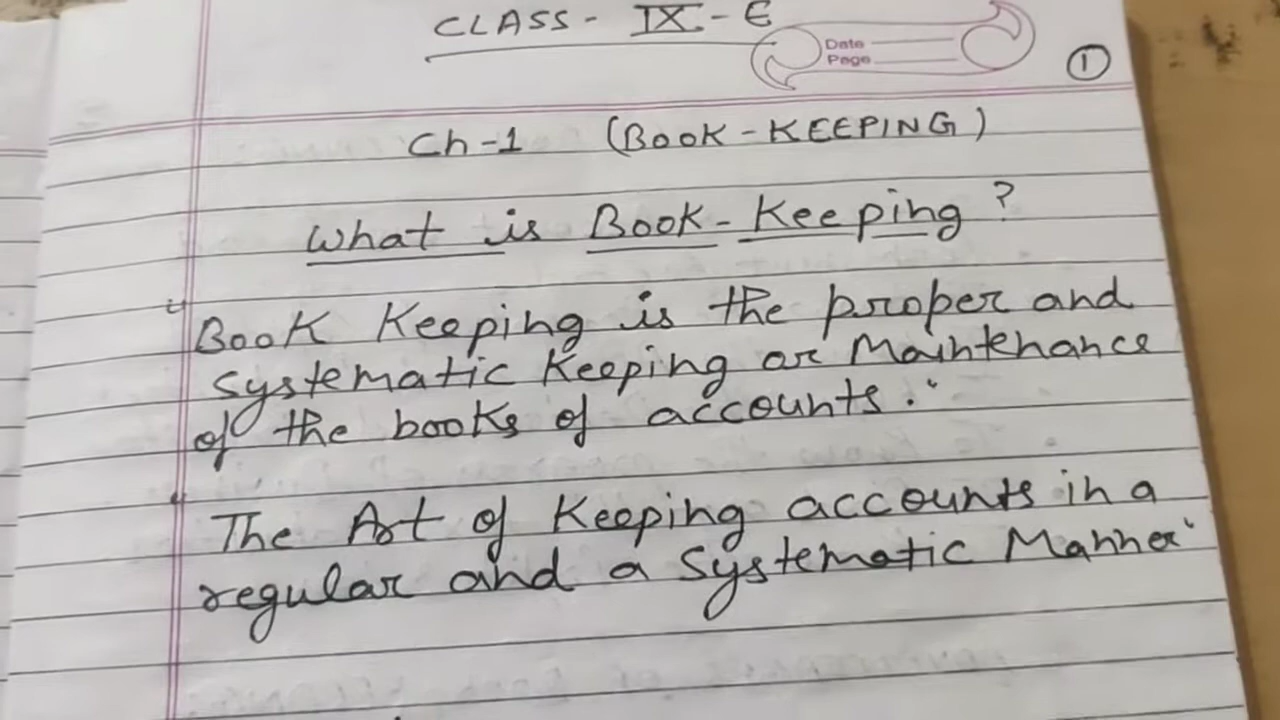 CLASS - IX - E
Date
Page
1
Ch-1 (BOOK-KEEPING)
What is Book-Keeping ?
"Book Keeping is the proper and
systematic Keeping or Maintenance
of the books of accounts."
"The Art of Keeping accounts in a
regular and a systematic Manner"